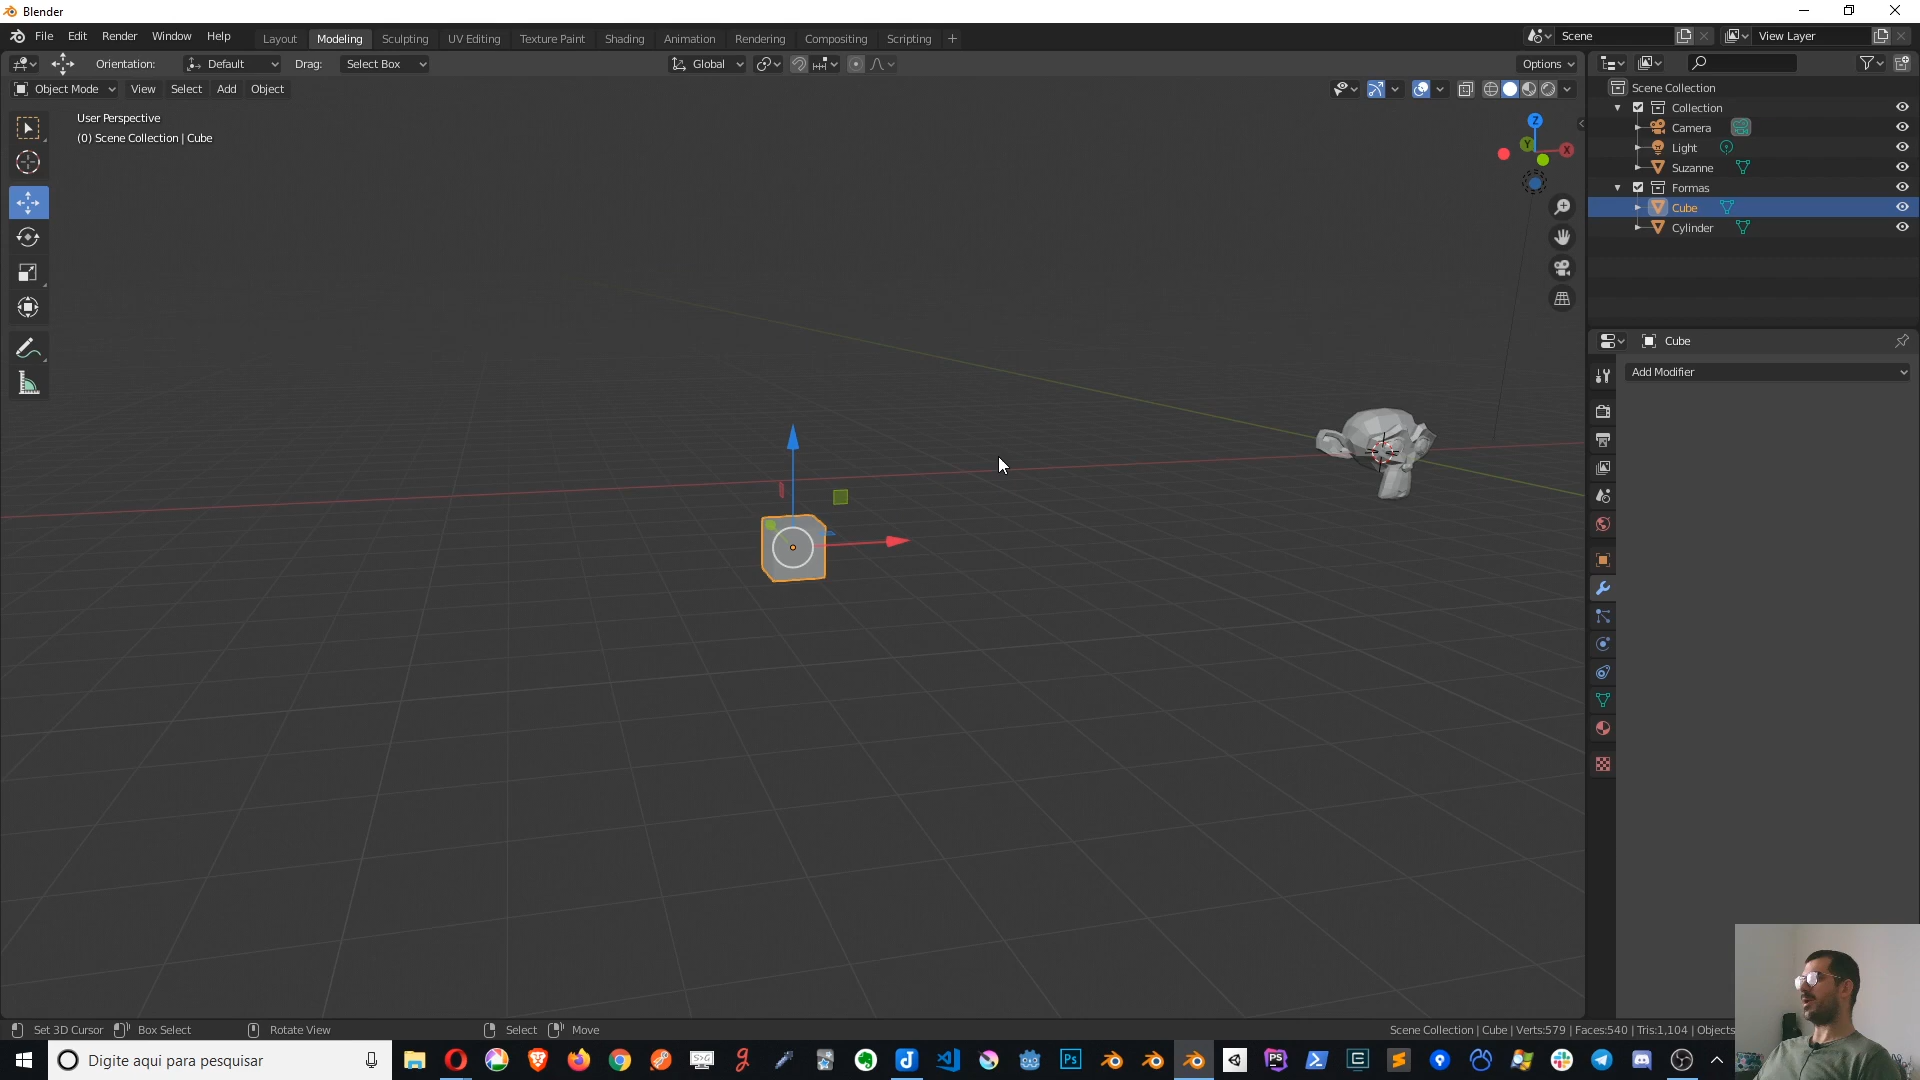 Blender
File Edit Render Window Help Layout Modeling Sculpting UV Editing Texture Paint Shading Animation Rendering Compositing Scripting + Scene View Layer
Orientation: Default Drag: Select Box Global Options
Object Mode View Select Add Object
User Perspective
(0) Scene Collection | Cube
Z
Y
X
Scene Collection
Collection
Camera
Light
Suzanne
Formas
Cube
Cylinder
Cube
Add Modifier
Set 3D Cursor Box Select Rotate View Select Move Scene Collection | Cube | Verts:579 | Faces:540 | Tris:1,104 | Objects
Digite aqui para pesquisar
Ps
PS